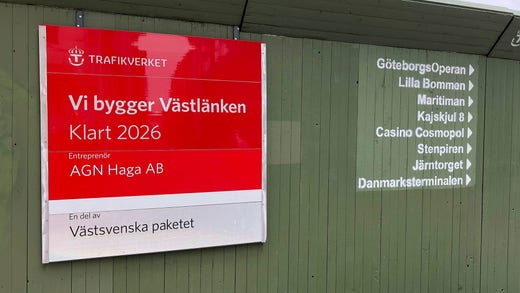 TRAFIKVERKET
Vi bygger Västlänken
Klart 2026
Entreprenör
AGN Haga AB
En del av
Västsvenska paketet
GöteborgsOperan
Lilla Bommen
Maritiman
Kajskjul 8
Casino Cosmopol
Stenpiren
Järntorget
Danmarksterminalen